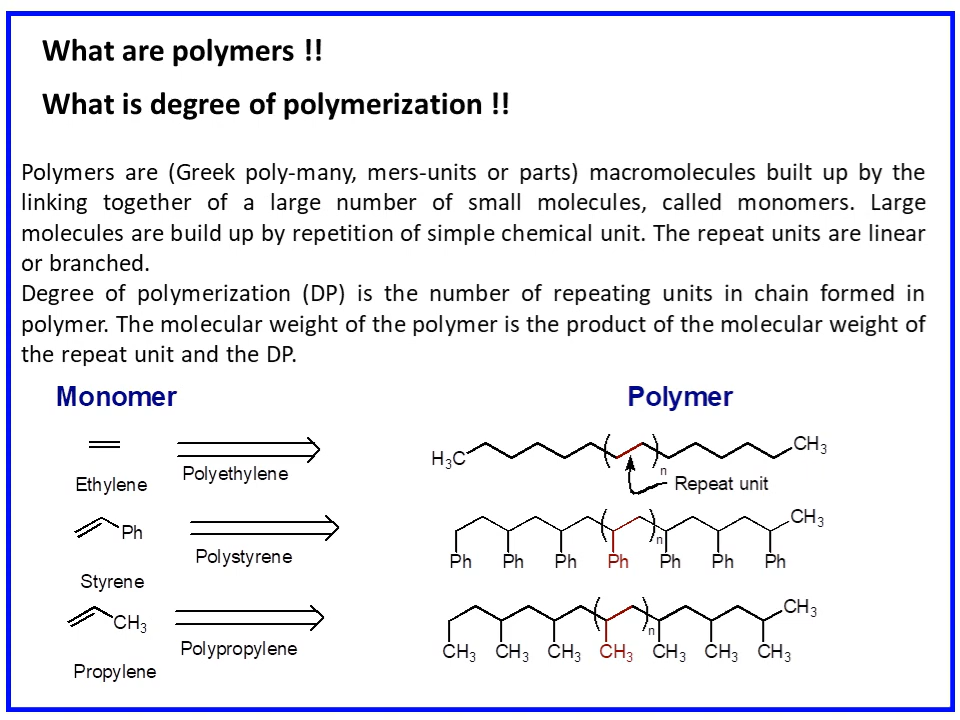 What are polymers !!
What is degree of polymerization !!
Polymers are (Greek poly-many, mers-units or parts) macromolecules built up by the
linking together of a large number of small molecules, called monomers. Large
molecules are build up by repetition of simple chemical unit. The repeat units are linear
or branched.
Degree of polymerization (DP) is the number of repeating units in chain formed in
polymer. The molecular weight of the polymer is the product of the molecular weight of
the repeat unit and the DP.
Monomer Polymer
H3C CH3
Polyethylene n
Ethylene Repeat unit
Ph CH3
Polystyrene n
Ph Ph Ph Ph Ph Ph Ph
Styrene
CH3 CH3
Polypropylene n
CH3 CH3 CH3 CH3 CH3 CH3 CH3
Propylene